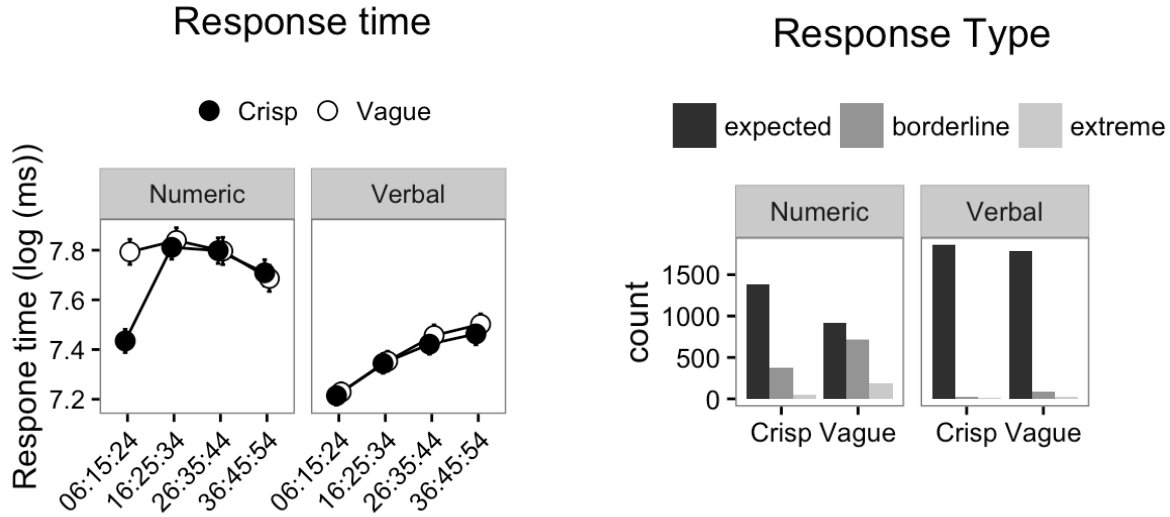 Response time
Crisp Vague
Respone time (log (ms))
Numeric Verbal
7.8
7.6
7.4
7.2
06:15:24 16:25:34 26:35:44 36:45:54 06:15:24 16:25:34 26:35:44 36:45:54
Response Type
expected borderline extreme
count
Numeric Verbal
1500
1000
500
0
Crisp Vague Crisp Vague